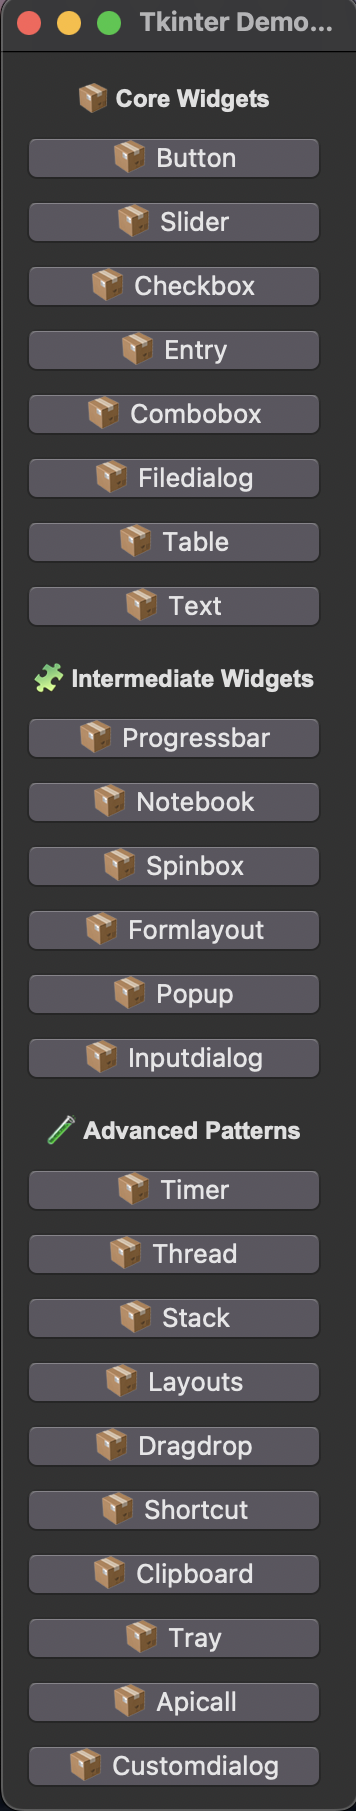 Tkinter Demo...
📦 Core Widgets
📦 Button
📦 Slider
📦 Checkbox
📦 Entry
📦 Combobox
📦 Filedialog
📦 Table
📦 Text
🧩 Intermediate Widgets
📦 Progressbar
📦 Notebook
📦 Spinbox
📦 Formlayout
📦 Popup
📦 Inputdialog
🧪 Advanced Patterns
📦 Timer
📦 Thread
📦 Stack
📦 Layouts
📦 Dragdrop
📦 Shortcut
📦 Clipboard
📦 Tray
📦 Apicall
📦 Customdialog